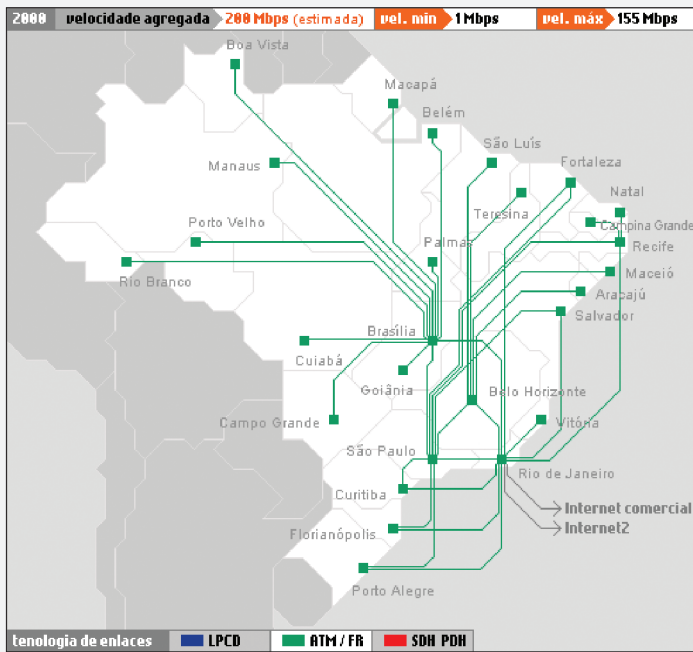 2000 velocidade agregada 200 Mbps (estimada) vel. min 1 Mbps vel. máx 155 Mbps
Boa Vista
Macapá
Belém
São Luís
Fortaleza
Manaus
Natal
Teresina
Campina Grande
Porto Velho
Palmas
Recife
Rio Branco
Maceió
Aracajú
Salvador
Brasília
Cuiabá
Goiânia
Belo Horizonte
Campo Grande
Vitória
São Paulo
Rio de Janeiro
Curitiba
Internet comercial
Internet2
Florianópolis
Porto Alegre
tenologia de enlaces LPCD ATM / FR SDH PDH